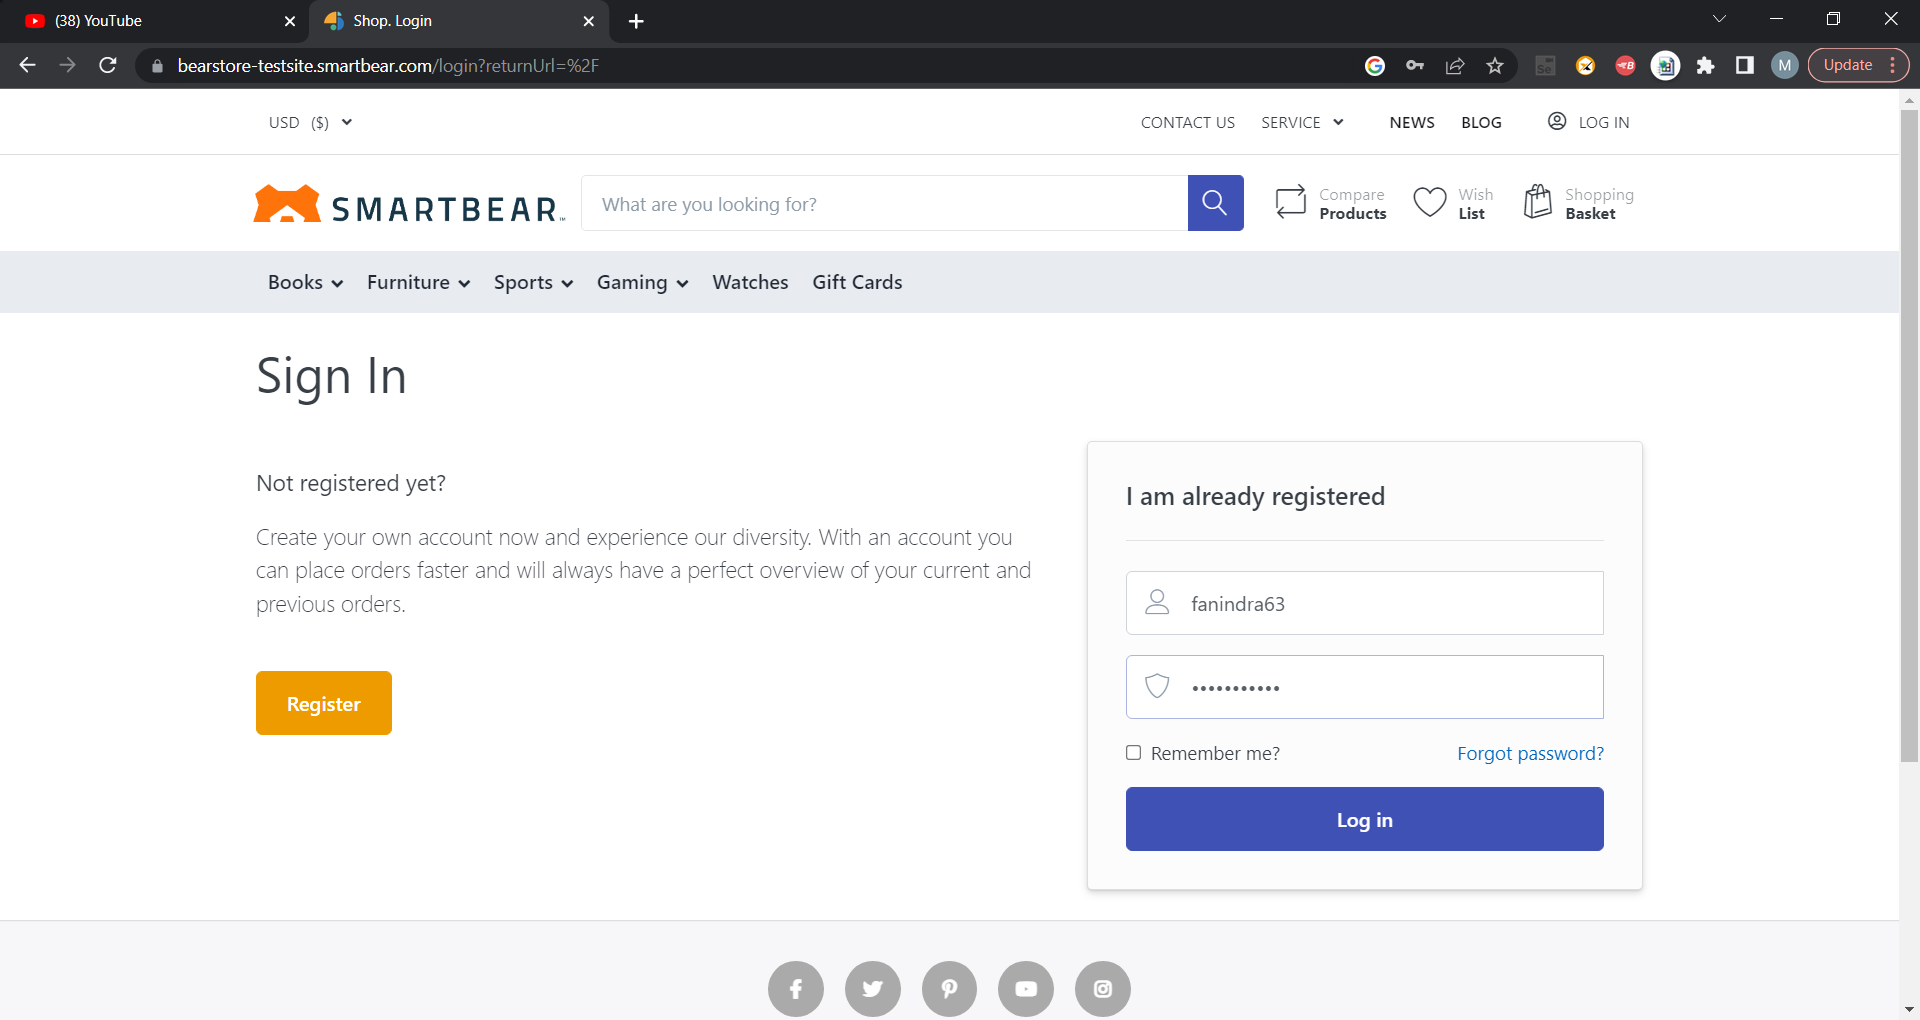 (38) YouTube
Shop. Login
bearstore-testsite.smartbear.com/login?returnUrl=%2F
Se
B
M
Update
USD ($)
CONTACT US SERVICE NEWS BLOG LOG IN
SMARTBEAR
What are you looking for?
Compare
Products
Wish
List
Shopping
Basket
Books Furniture Sports Gaming Watches Gift Cards
Sign In
Not registered yet?
Create your own account now and experience our diversity. With an account you
can place orders faster and will always have a perfect overview of your current and
previous orders.
Register
I am already registered
fanindra63
•••••••••••
Remember me? Forgot password?
Log in